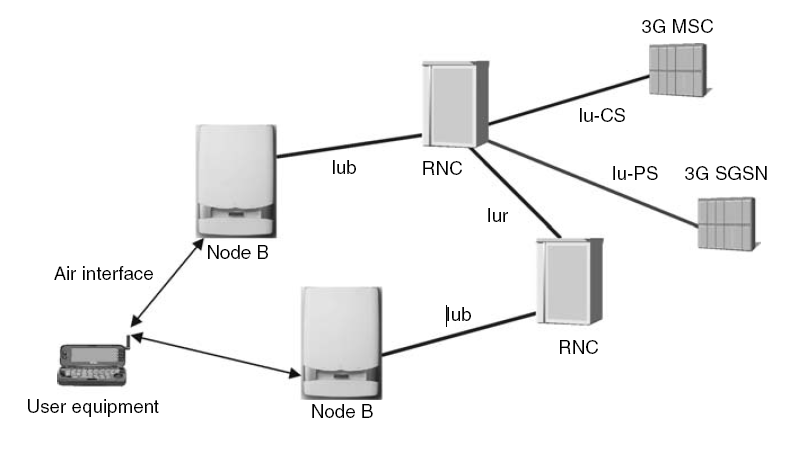 3G MSC
Iu-CS
Iub
RNC
Iu-PS
3G SGSN
Iur
Node B
Air interface
Iub
RNC
User equipment
Node B